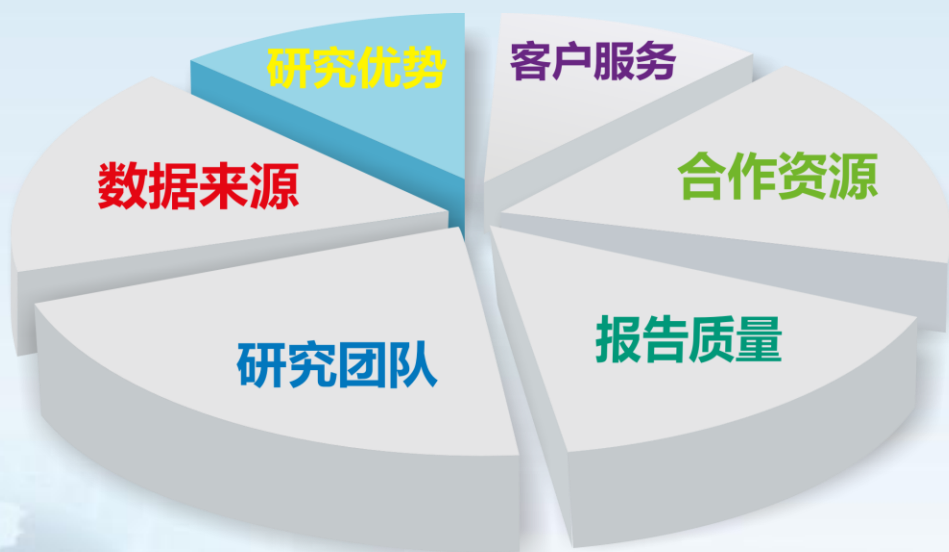 研究优势
客户服务
数据来源
合作资源
研究团队
报告质量